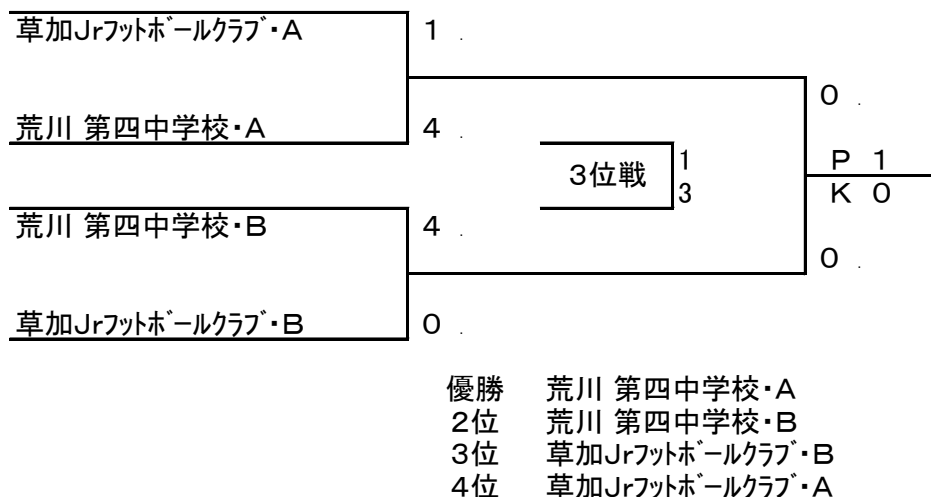 草加Jrﾌｯﾄﾎﾞｰﾙｸﾗﾌﾞ・A 1 .
0 .
荒川 第四中学校・A 4 .
3位戦 1 P 1
3 K 0
荒川 第四中学校・B 4 .
0 .
草加Jrﾌｯﾄﾎﾞｰﾙｸﾗﾌﾞ・B 0 .
優勝 荒川 第四中学校・A
2位 荒川 第四中学校・B
3位 草加Jrﾌｯﾄﾎﾞｰﾙｸﾗﾌﾞ・B
4位 草加Jrﾌｯﾄﾎﾞｰﾙｸﾗﾌﾞ・A